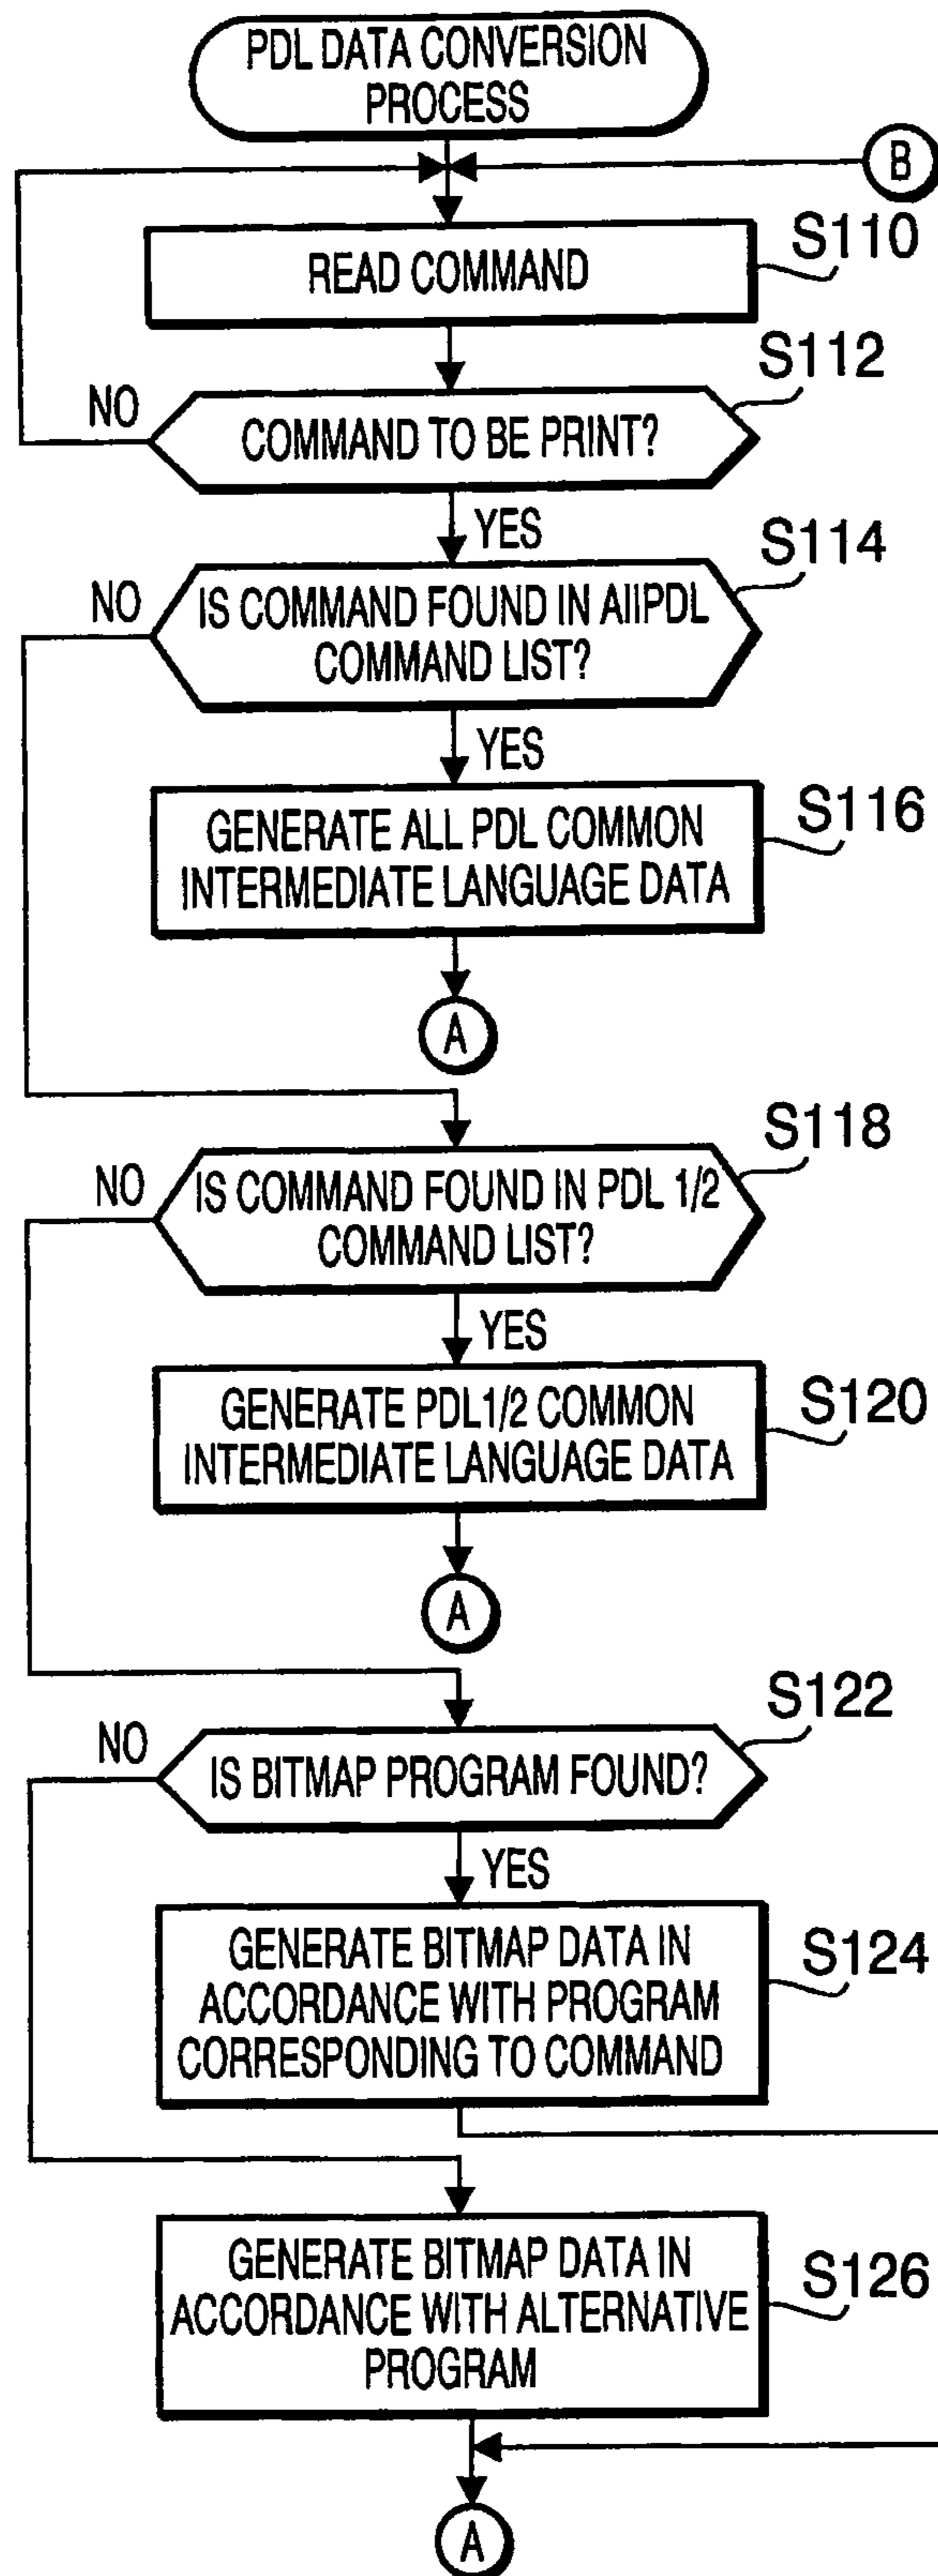 PDL DATA CONVERSION
PROCESS
B
S110
READ COMMAND
S112
NO
COMMAND TO BE PRINT?
YES
S114
NO
IS COMMAND FOUND IN AIIPDL
COMMAND LIST?
YES
S116
GENERATE ALL PDL COMMON
INTERMEDIATE LANGUAGE DATA
A
S118
NO
IS COMMAND FOUND IN PDL 1/2
COMMAND LIST?
YES
S120
GENERATE PDL1/2 COMMON
INTERMEDIATE LANGUAGE DATA
A
S122
NO
IS BITMAP PROGRAM FOUND?
YES
S124
GENERATE BITMAP DATA IN
ACCORDANCE WITH PROGRAM
CORRESPONDING TO COMMAND
S126
GENERATE BITMAP DATA IN
ACCORDANCE WITH ALTERNATIVE
PROGRAM
A